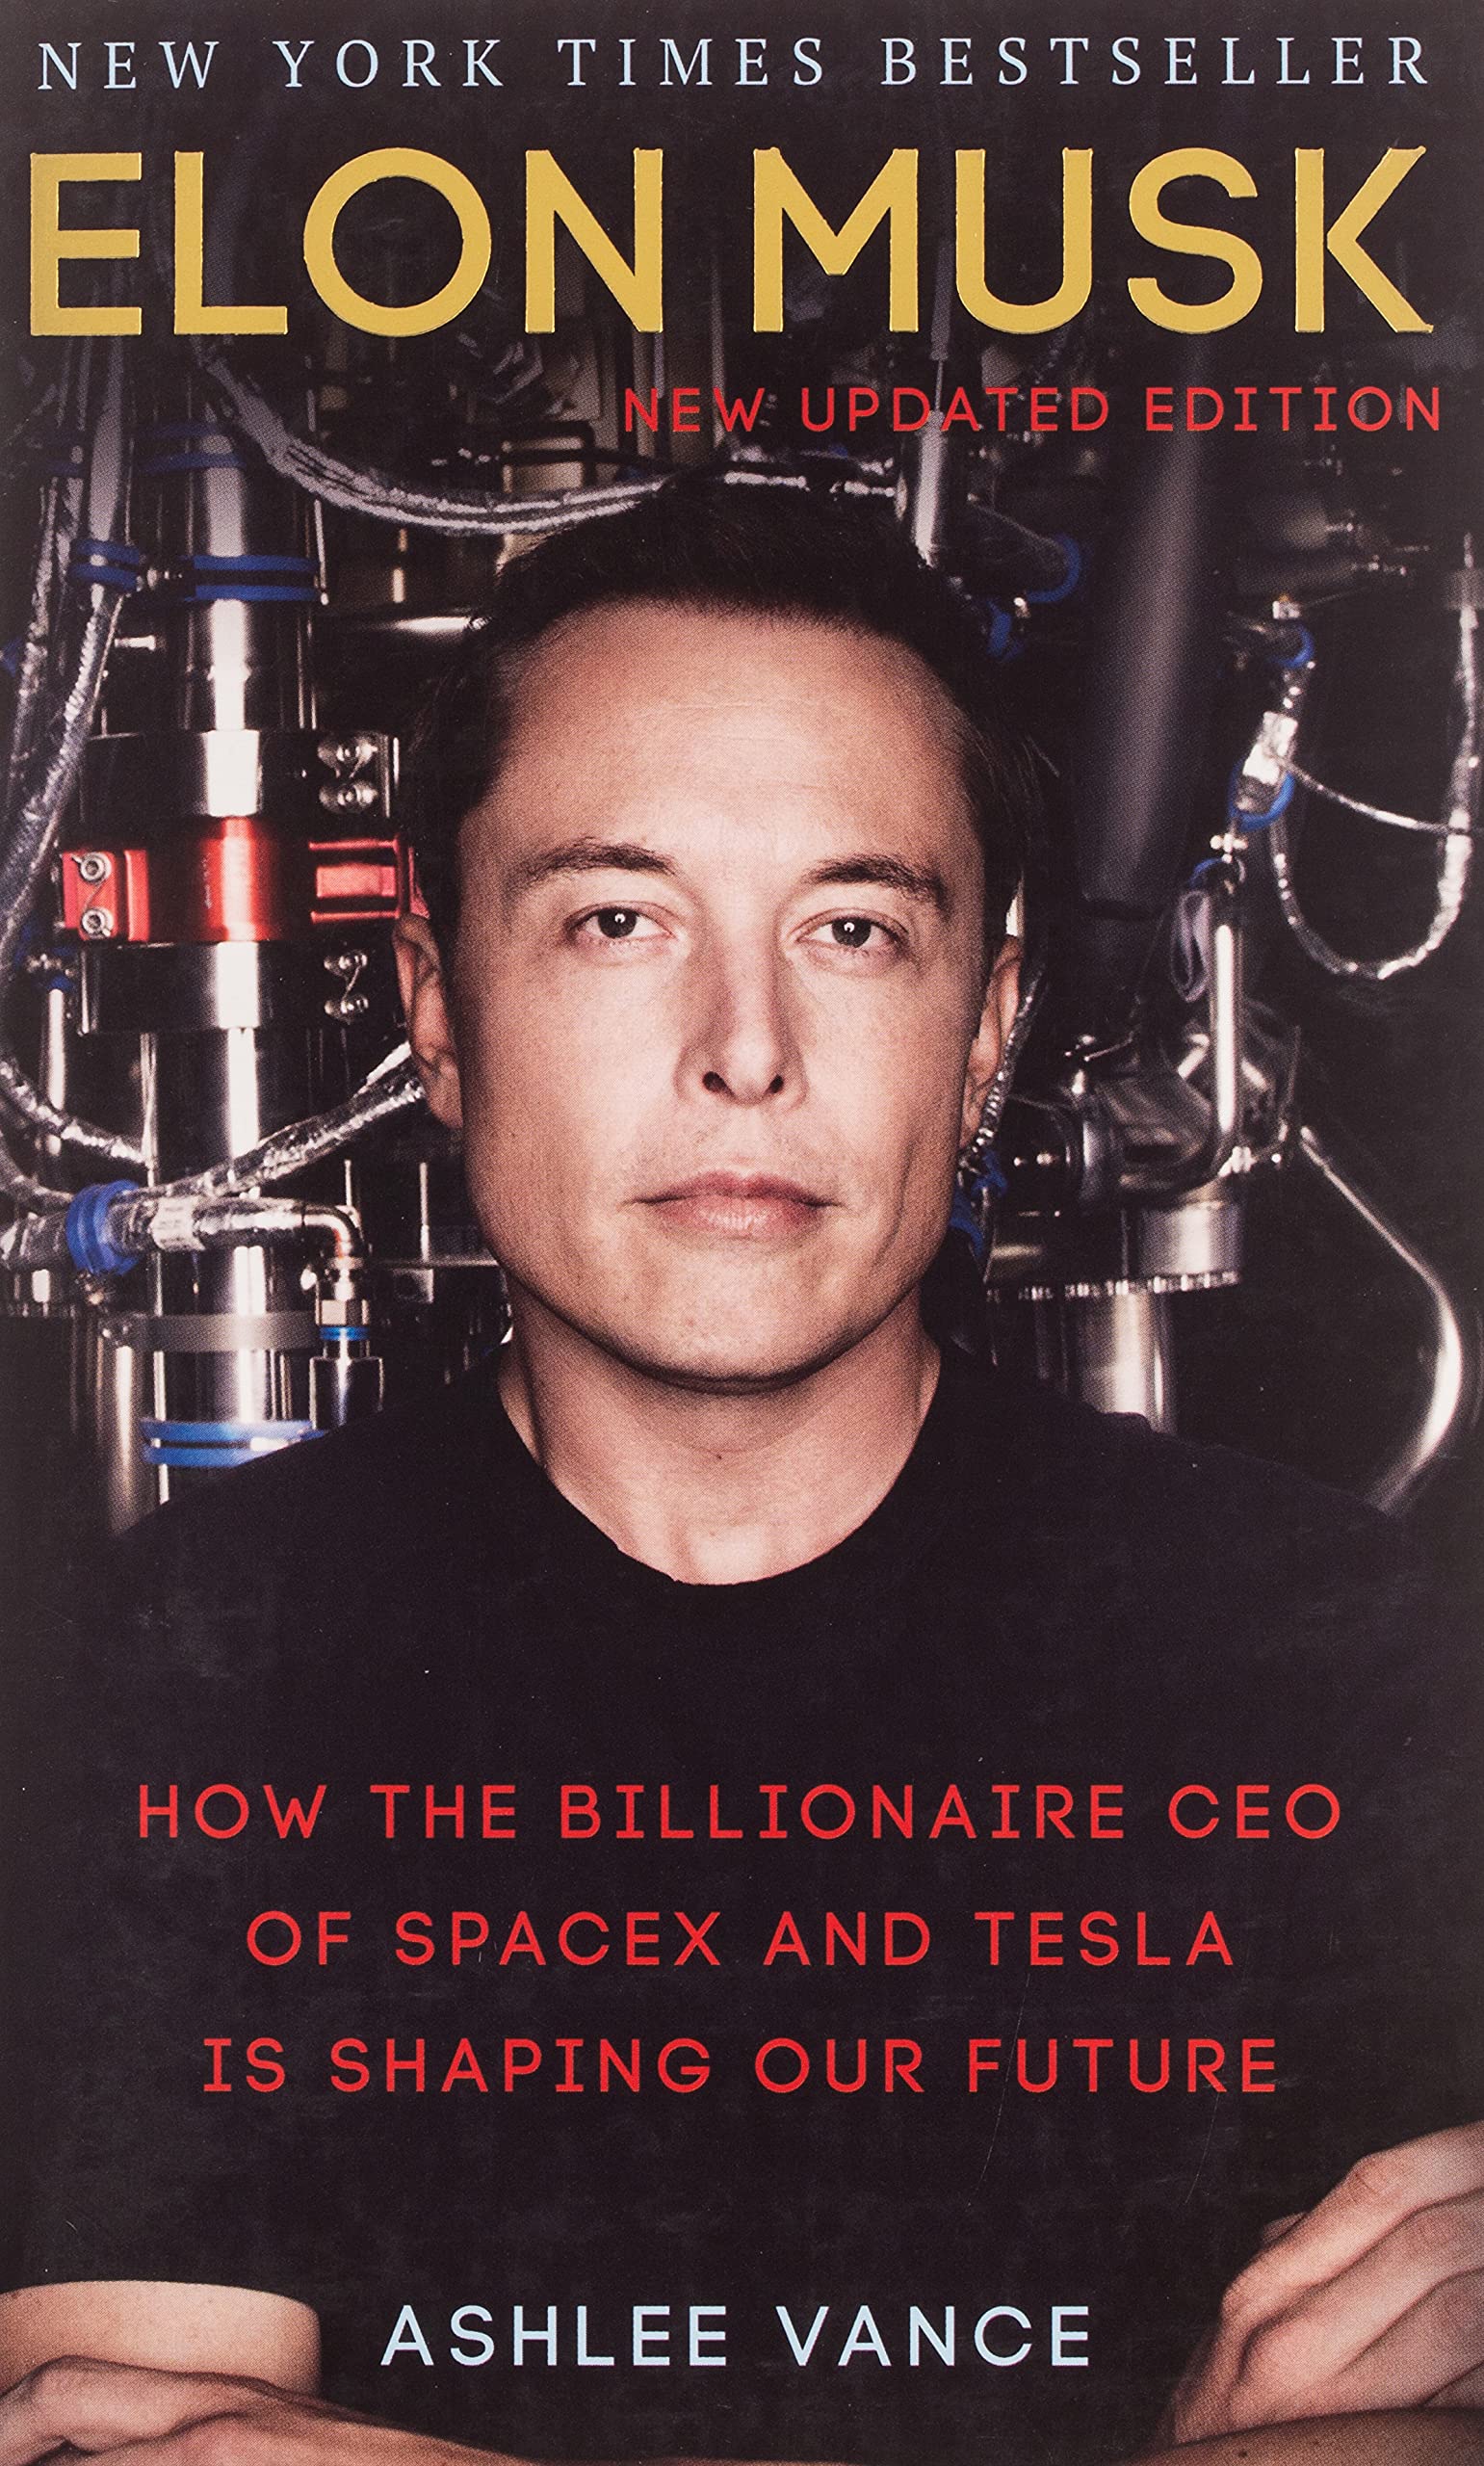 NEW YORK TIMES BESTSELLER
ELON MUSK
NEW UPDATED EDITION
HOW THE BILLIONAIRE CEO
OF SPACEX AND TESLA
IS SHAPING OUR FUTURE
ASHLEE VANCE